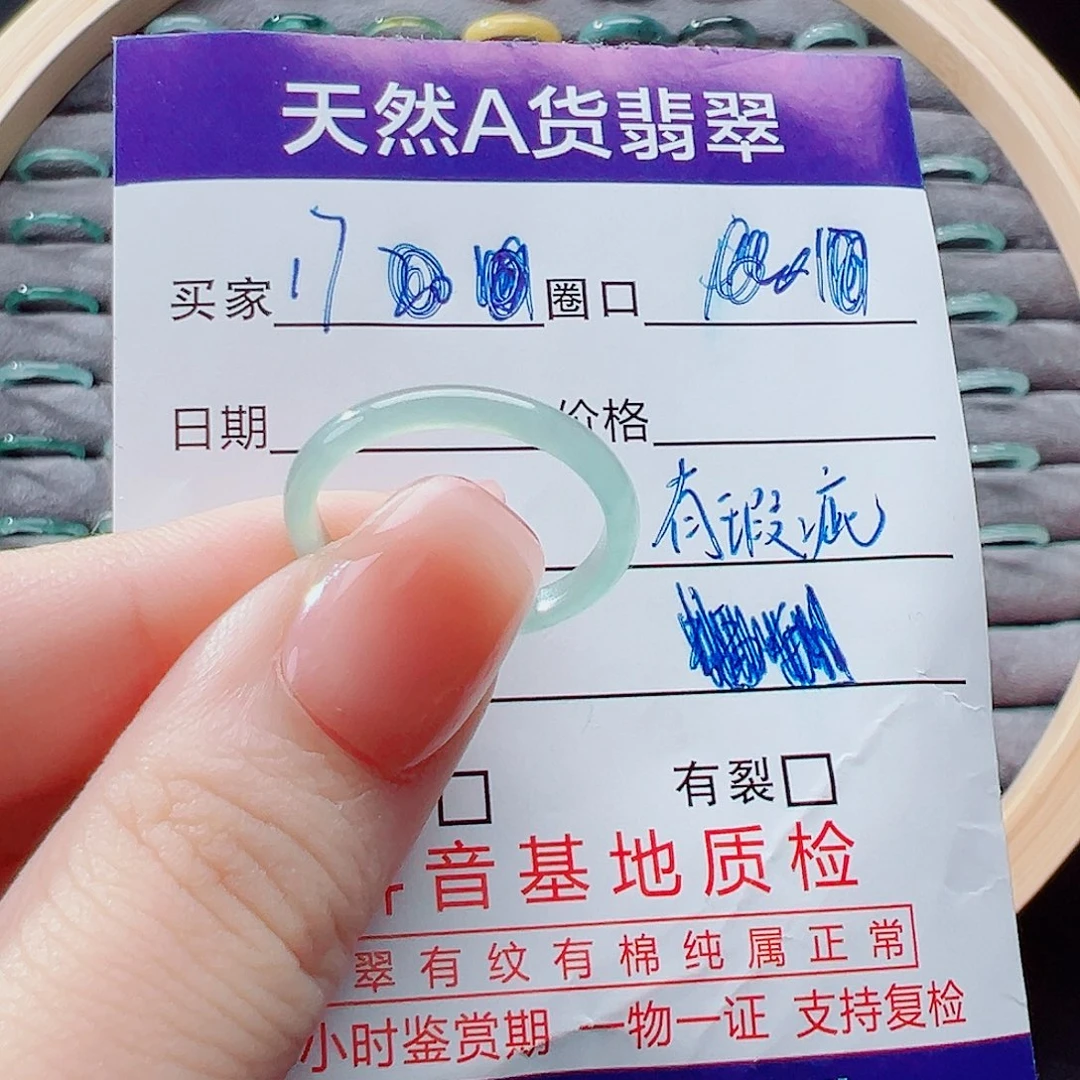 天然A货翡翠
买家 17 圈口
日期 价格
有瑕疵
有裂
音基地质检
翠有纹有棉纯属正常
小时鉴赏期 一物一证 支持复检